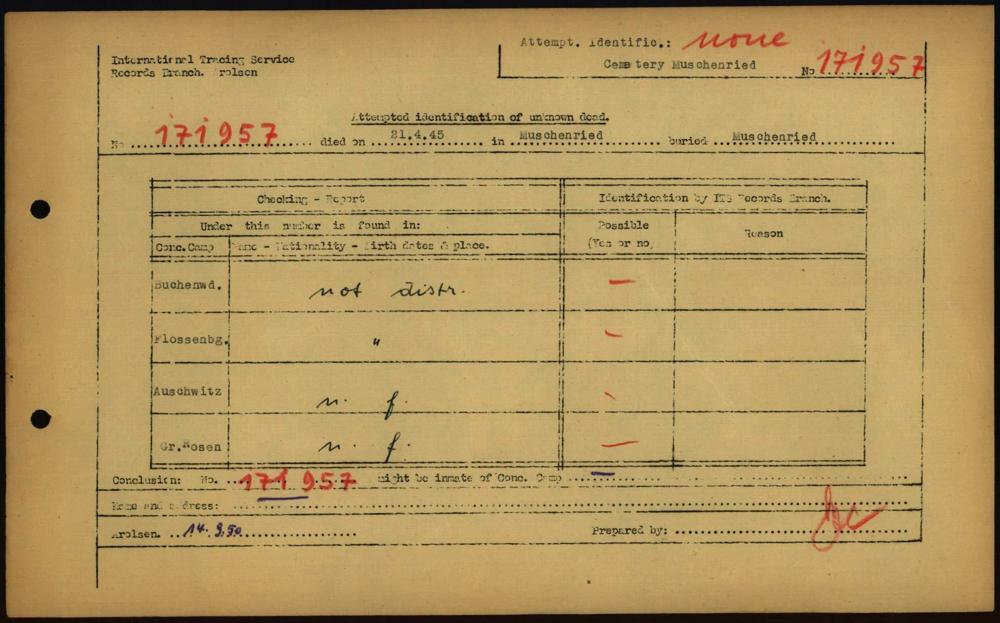 International Tracing Service
Records Branch. Arolsen
Attempt. Identific.: none
Cemetery Muschenried No 171957
Attempted identification of unknown dead.
No 171957 died on 21.4.45 in Muschenried buried Muschenried
Checking - Report
Identification by ITS Records Branch.
Under this number is found in:
Possible (Yes or no)
Reason
Conc.Camp
Name - Nationality - Birth dates & place.
Buchenwd. not distr. —
Flossenbg. " —
Auschwitz n. f. -
Gr.Rosen n. f. —
Conclusion: No. 171 957 might be inmate of Conc. Camp —
Name and address:
Arolsen. 14.9.50
Prepared by: